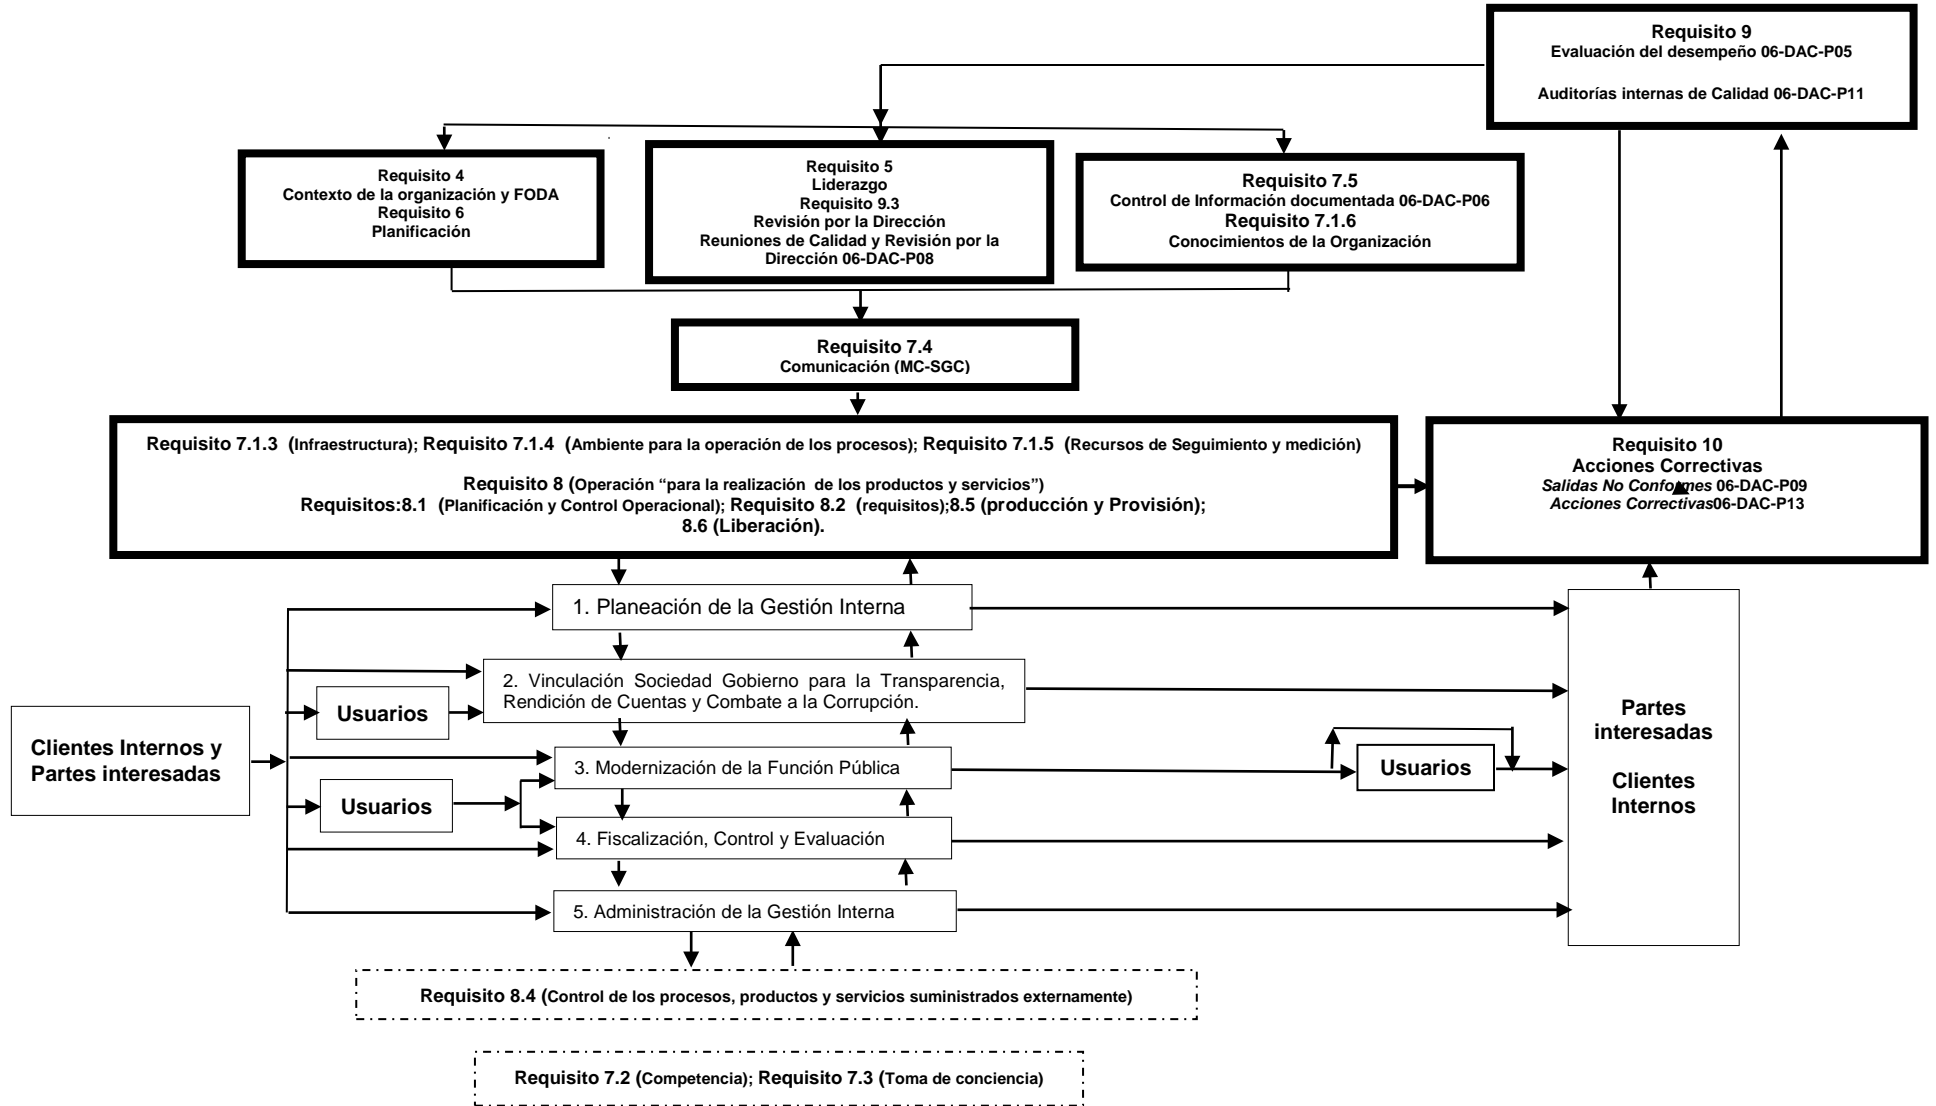 Requisito 9
Evaluación del desempeño 06-DAC-P05
Auditorías internas de Calidad 06-DAC-P11
Requisito 4
Contexto de la organización y FODA
Requisito 6
Planificación
Requisito 5
Liderazgo
Requisito 9.3
Revisión por la Dirección
Reuniones de Calidad y Revisión por la
Dirección 06-DAC-P08
Requisito 7.5
Control de Información documentada 06-DAC-P06
Requisito 7.1.6
Conocimientos de la Organización
Requisito 7.4
Comunicación (MC-SGC)
Requisito 7.1.3 (Infraestructura); Requisito 7.1.4 (Ambiente para la operación de los procesos); Requisito 7.1.5 (Recursos de Seguimiento y medición)
Requisito 8 (Operación “para la realización de los productos y servicios”)
Requisitos:8.1 (Planificación y Control Operacional); Requisito 8.2 (requisitos);8.5 (producción y Provisión);
8.6 (Liberación).
Requisito 10
Acciones Correctivas
Salidas No Conformes 06-DAC-P09
Acciones Correctivas06-DAC-P13
1. Planeación de la Gestión Interna
2. Vinculación Sociedad Gobierno para la Transparencia,
Rendición de Cuentas y Combate a la Corrupción.
Usuarios
Clientes Internos y
Partes interesadas
3. Modernización de la Función Pública
Usuarios
Usuarios
4. Fiscalización, Control y Evaluación
5. Administración de la Gestión Interna
Partes
interesadas
Clientes
Internos
Requisito 8.4 (Control de los procesos, productos y servicios suministrados externamente)
Requisito 7.2 (Competencia); Requisito 7.3 (Toma de conciencia)